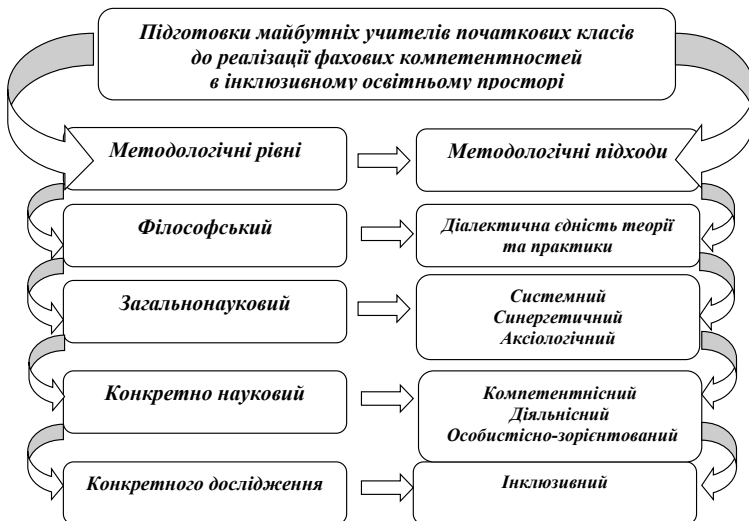 Підготовки майбутніх учителів початкових класів
до реалізації фахових компетентностей
в інклюзивному освітньому просторі
Методологічні рівні
Методологічні підходи
Філософський
Діалектична єдність теорії
та практики
Загальнонауковий
Системний
Синергетичний
Аксіологічний
Конкретно науковий
Компетентнісний
Діяльнісний
Особистісно-зорієнтований
Конкретного дослідження
Інклюзивний